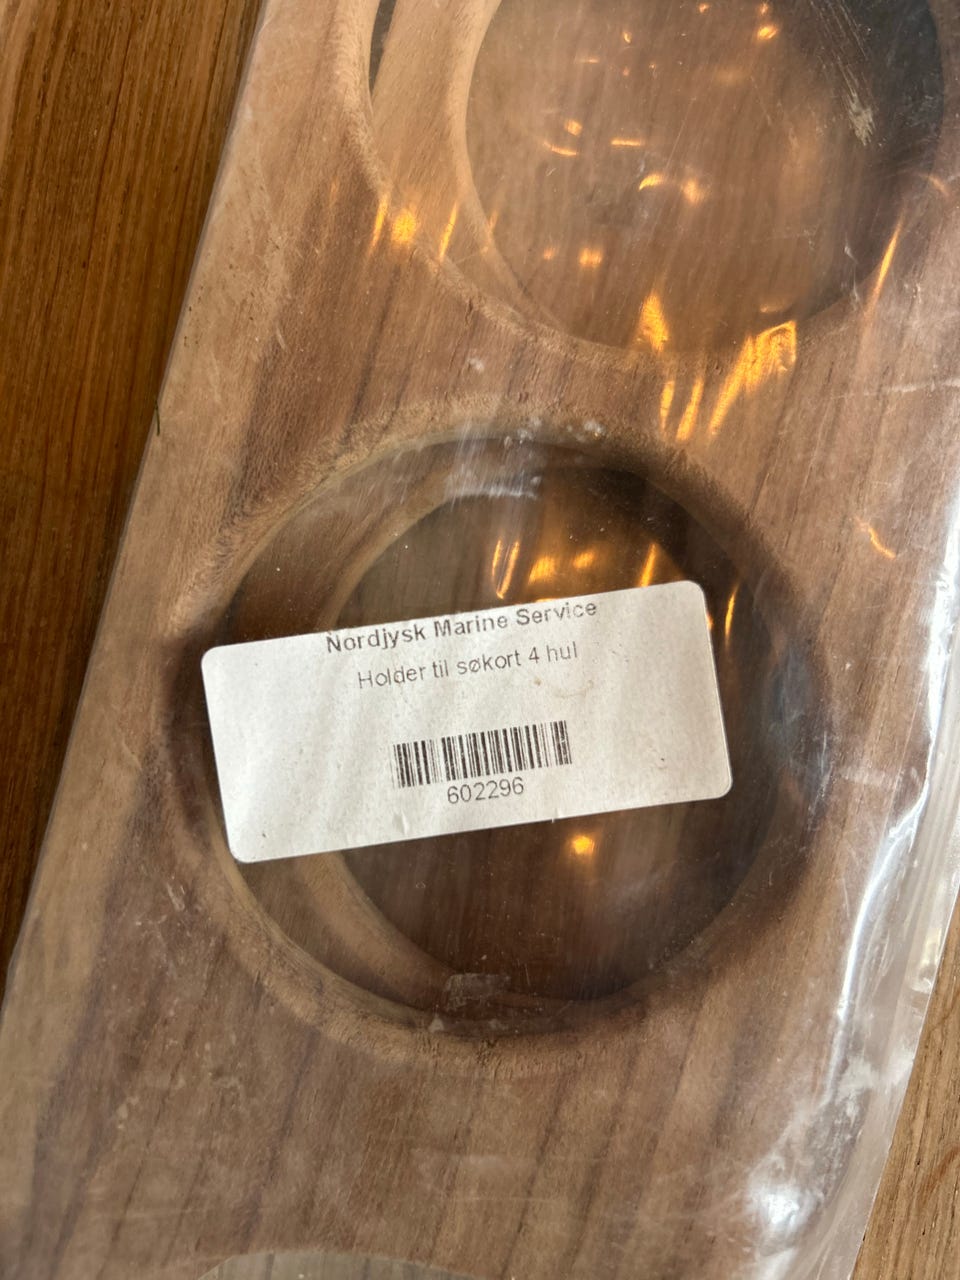 Nordjysk Marine Service
Holder til søkort 4 hul
602296